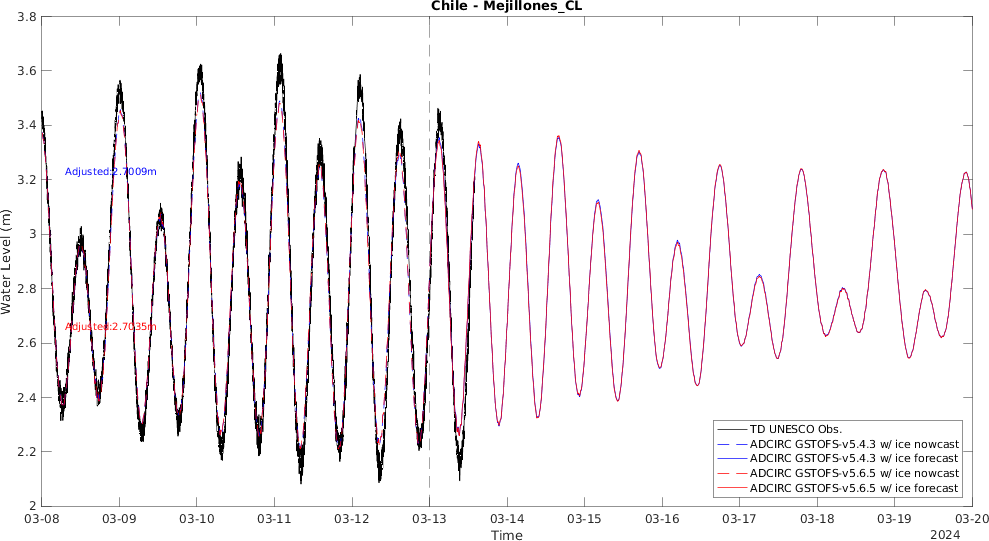 Chile - Mejillones_CL
3.8
3.6
3.4
3.2
3
2.8
2.6
2.4
2.2
2
Water Level (m)
Adjusted:2.7009m
Adjusted:2.7035m
TD UNESCO Obs.
ADCIRC GSTOFS-v5.4.3 w/ ice nowcast
ADCIRC GSTOFS-v5.4.3 w/ ice forecast
ADCIRC GSTOFS-v5.6.5 w/ ice nowcast
ADCIRC GSTOFS-v5.6.5 w/ ice forecast
03-08 03-09 03-10 03-11 03-12 03-13 03-14 03-15 03-16 03-17 03-18 03-19 03-20
Time
2024